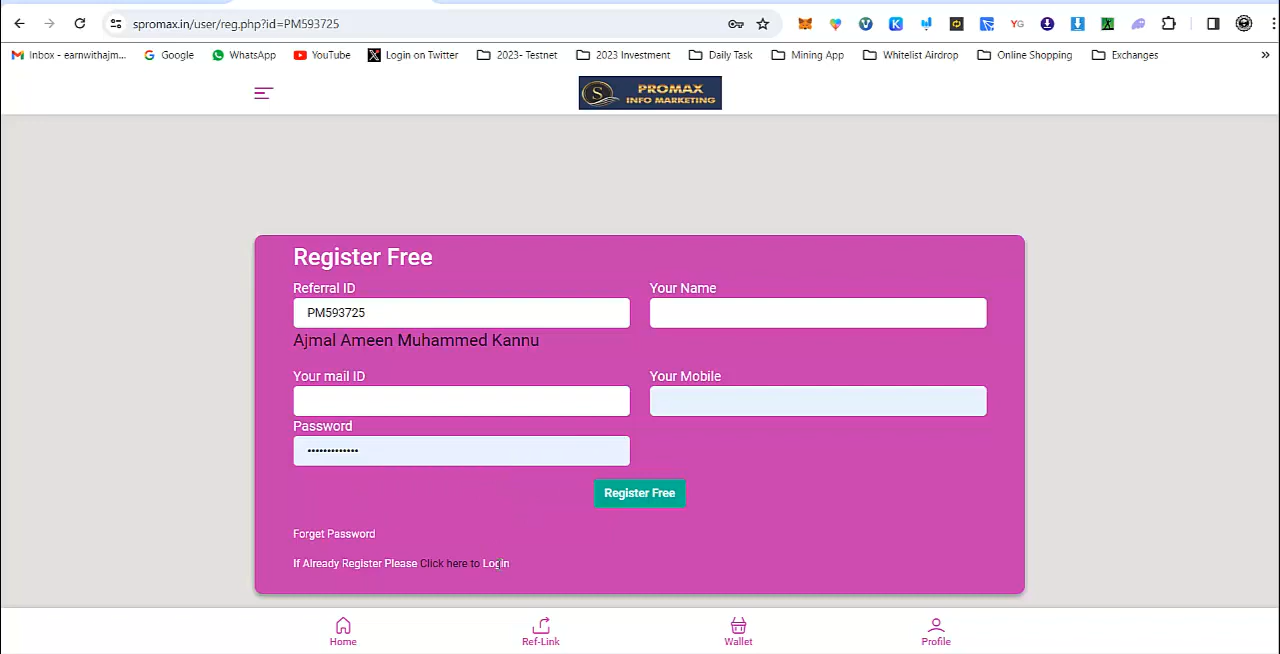 spromax.in/user/reg.php?id=PM593725
YG
Inbox - earnwithajm... Google WhatsApp YouTube Login on Twitter 2023- Testnet 2023 Investment Daily Task Mining App Whitelist Airdrop Online Shopping Exchanges »
S PROMAX
INFO MARKETING
Register Free
Referral ID Your Name
PM593725
Ajmal Ameen Muhammed Kannu
Your mail ID Your Mobile
Password
•••••••••••••
Register Free
Forget Password
If Already Register Please Click here to Login
Home Ref-Link Wallet Profile